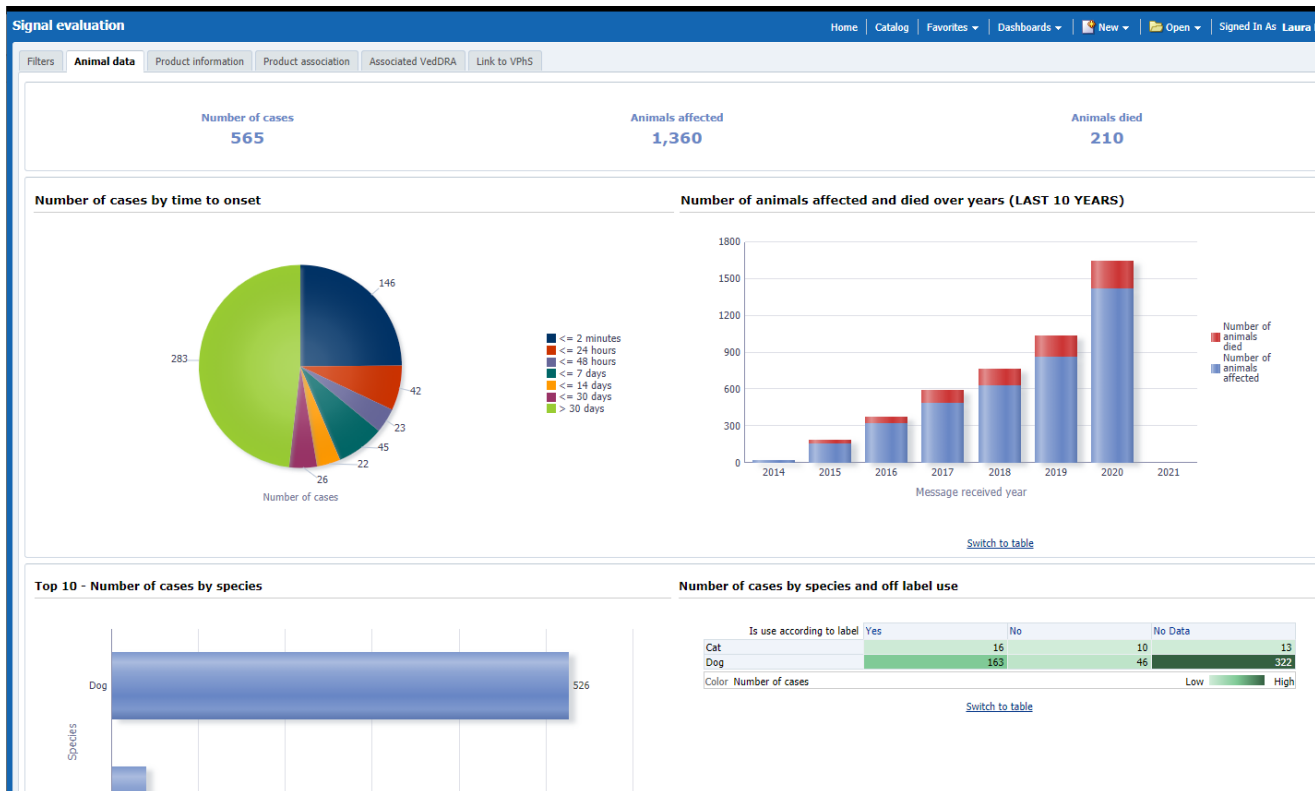 Signal evaluation
Home Catalog Favorites Dashboards New Open Signed In As Laura
Filters Animal data Product information Product association Associated VedDRA Link to VPhS
Number of cases Animals affected Animals died
565 1,360 210
Number of cases by time to onset
146
42
23
45
22
26
283
Number of cases
<= 2 minutes
<= 24 hours
<= 48 hours
<= 7 days
<= 14 days
<= 30 days
> 30 days
Number of animals affected and died over years (LAST 10 YEARS)
1800
1500
1200
900
600
300
0
2014 2015 2016 2017 2018 2019 2020 2021
Message received year
Number of
animals
died
Number of
animals
affected
Switch to table
Top 10 - Number of cases by species
Dog 526
Species
Number of cases by species and off label use
Is use according to label Yes No No Data
Cat 16 10 13
Dog 163 46 322
Color Number of cases Low High
Switch to table